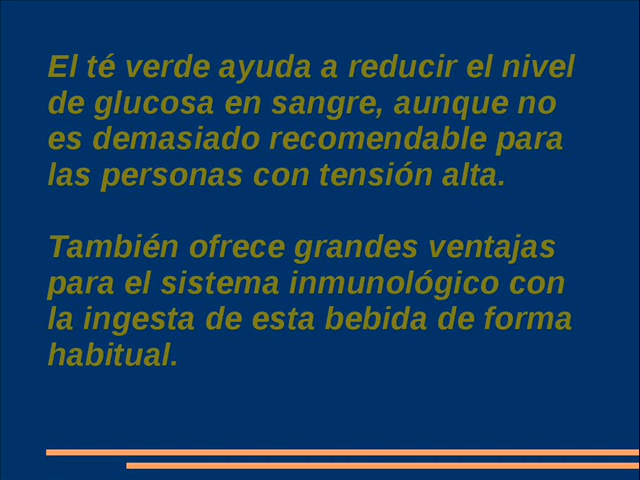 El té verde ayuda a reducir el nivel
de glucosa en sangre, aunque no
es demasiado recomendable para
las personas con tensión alta.
También ofrece grandes ventajas
para el sistema inmunológico con
la ingesta de esta bebida de forma
habitual.